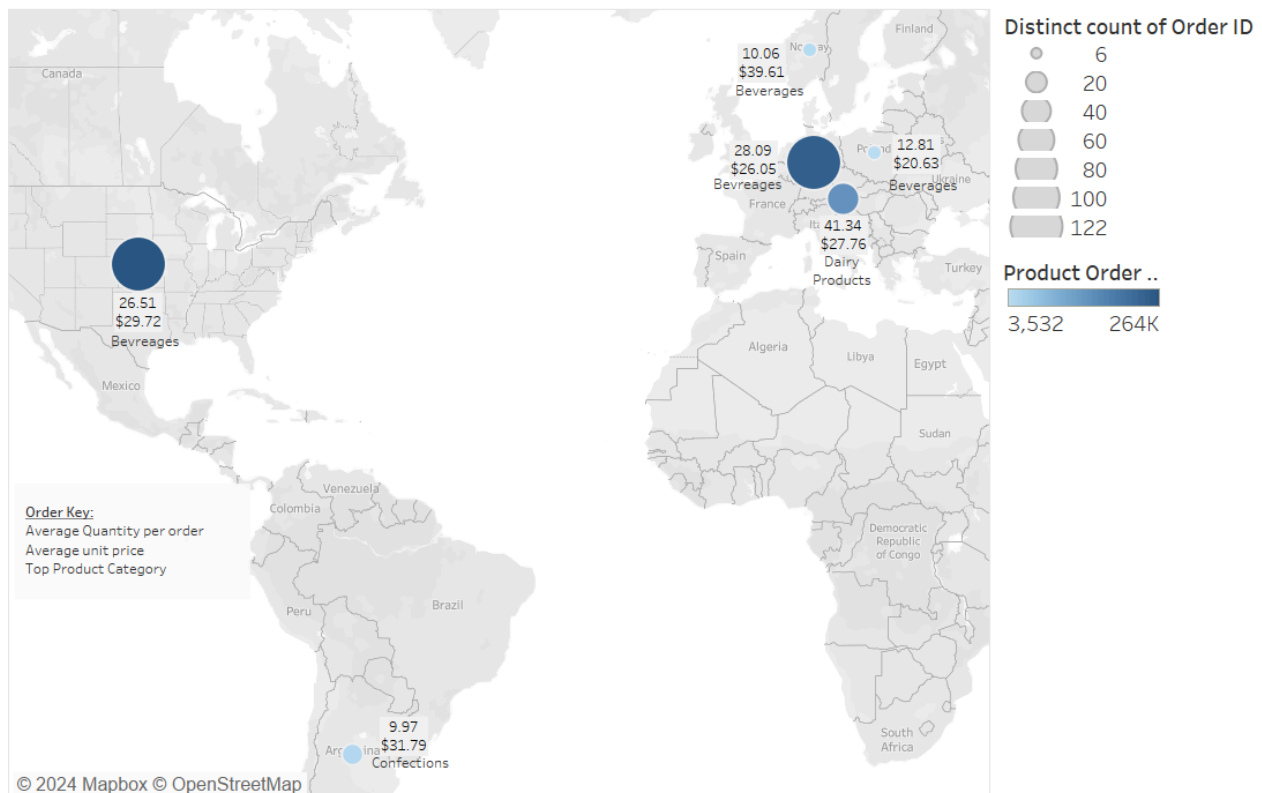 Canada
Mexico
Venezuela
Colombia
Peru
Brazil
Finland
Ukraine
France
Spain
Turkey
Algeria
Libya
Egypt
Sudan
Democratic
Republic
of Congo
South
Africa
10.06
$39.61
Beverages
28.09
$26.05
Bevreages
12.81
$20.63
Beverages
41.34
$27.76
Dairy
Products
26.51
$29.72
Bevreages
9.97
$31.79
Confections
Order Key:
Average Quantity per order
Average unit price
Top Product Category
© 2024 Mapbox © OpenStreetMap
Distinct count of Order ID
6
20
40
60
80
100
122
Product Order ..
3,532 264K